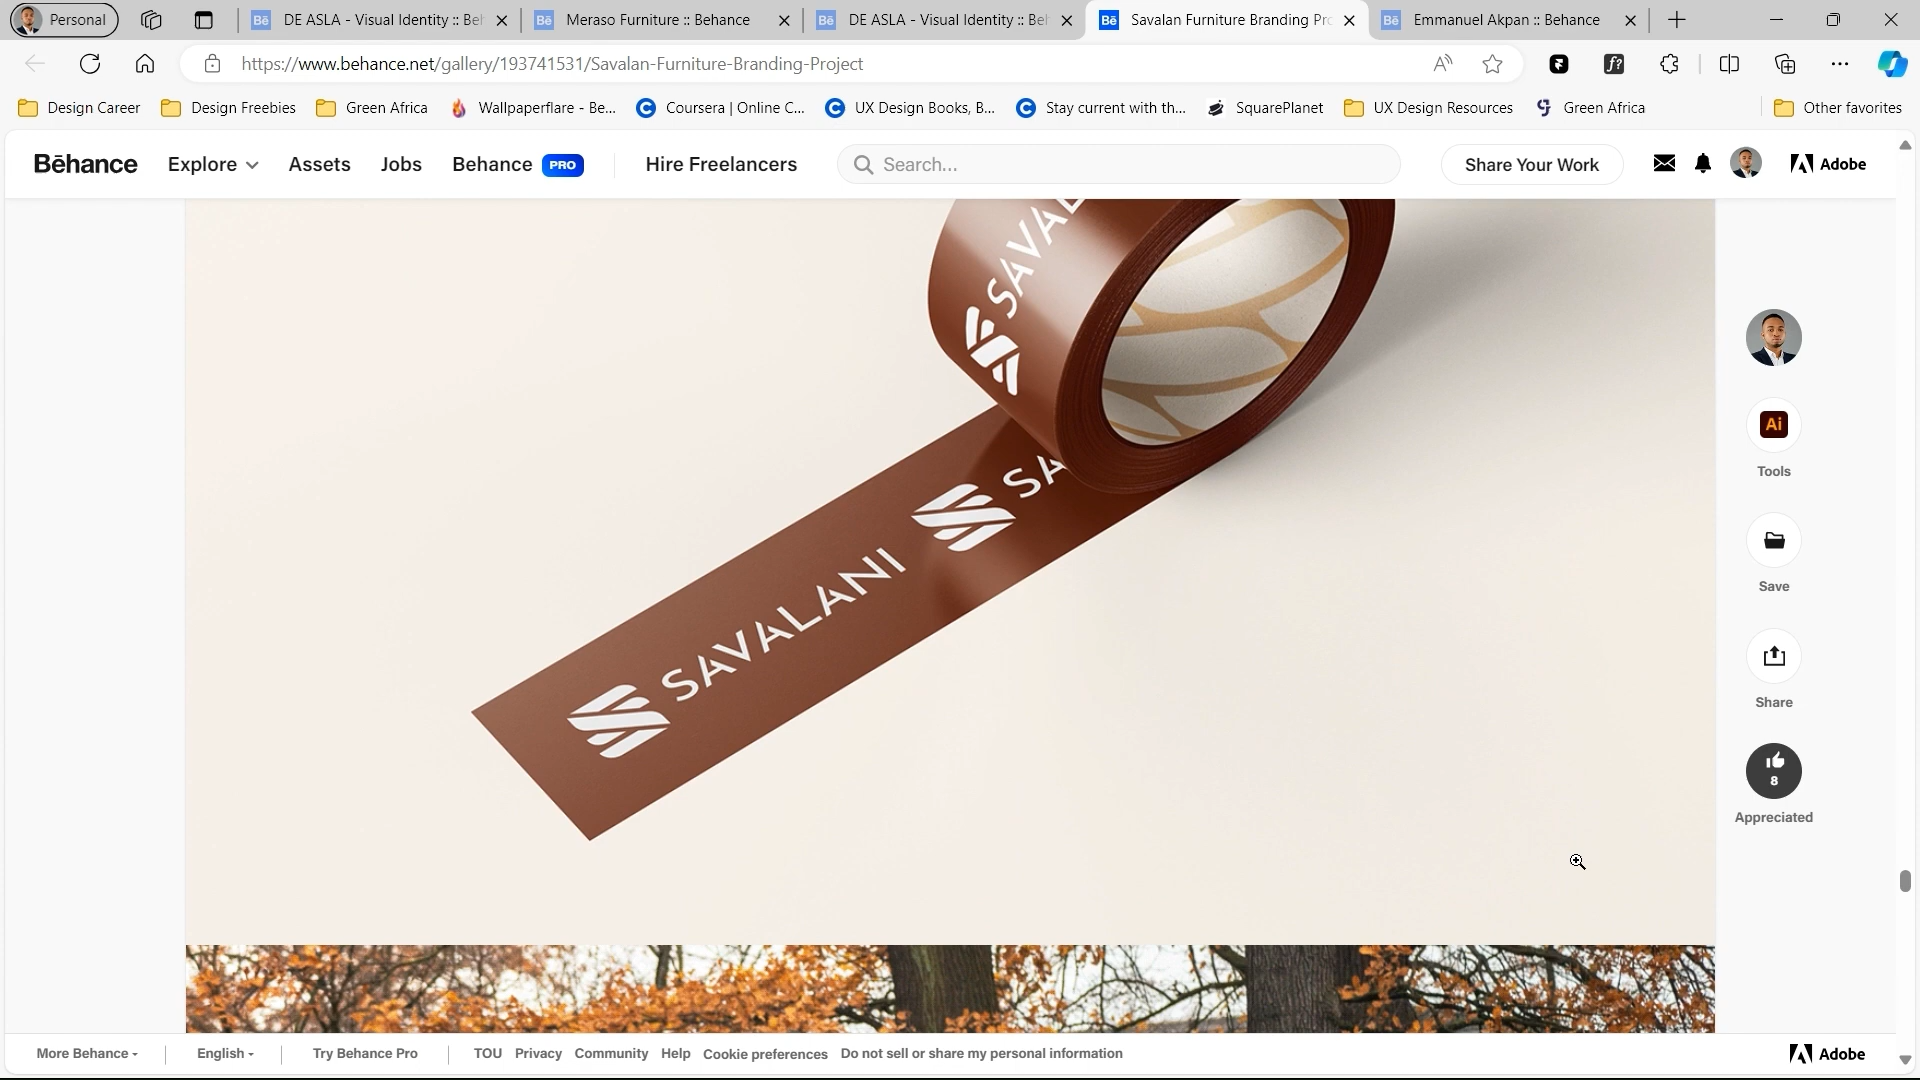 Personal
DE ASLA - Visual Identity :: Be
Meraso Furniture :: Behance
DE ASLA - Visual Identity :: Beh
Savalan Furniture Branding Pr
Emmanuel Akpan :: Behance
https://www.behance.net/gallery/193741531/Savalan-Furniture-Branding-Project
Design Career
Design Freebies
Green Africa
Wallpaperflare - Be...
Coursera | Online C...
UX Design Books, B...
Stay current with th...
SquarePlanet
UX Design Resources
Green Africa
Other favorites
Bēhance
Explore
Assets
Jobs
Behance PRO
Hire Freelancers
Search...
Share Your Work
Adobe
SAVAL
SA
SAVALANI
Ai
Tools
Save
Share
8
Appreciated
More Behance
English
Try Behance Pro
TOU
Privacy
Community
Help
Cookie preferences
Do not sell or share my personal information
Adobe